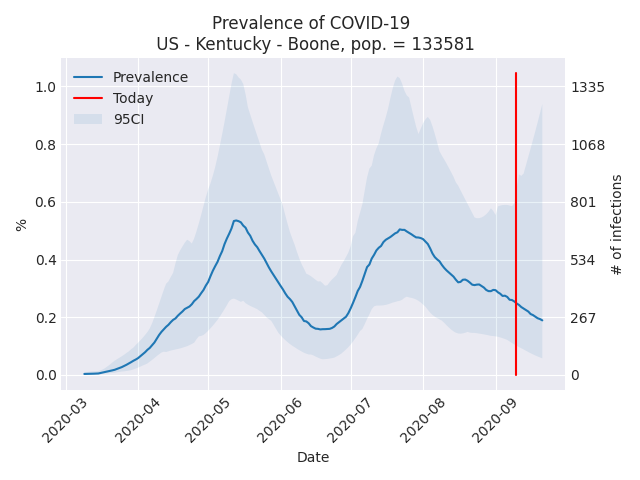 Prevalence of COVID-19
US - Kentucky - Boone, pop. = 133581
Prevalence
Today
95CI
1.0
0.8
0.6
0.4
0.2
0.0
%
1335
1068
801
534
267
0
# of infections
2020-03
2020-04
2020-05
2020-06
2020-07
2020-08
2020-09
Date